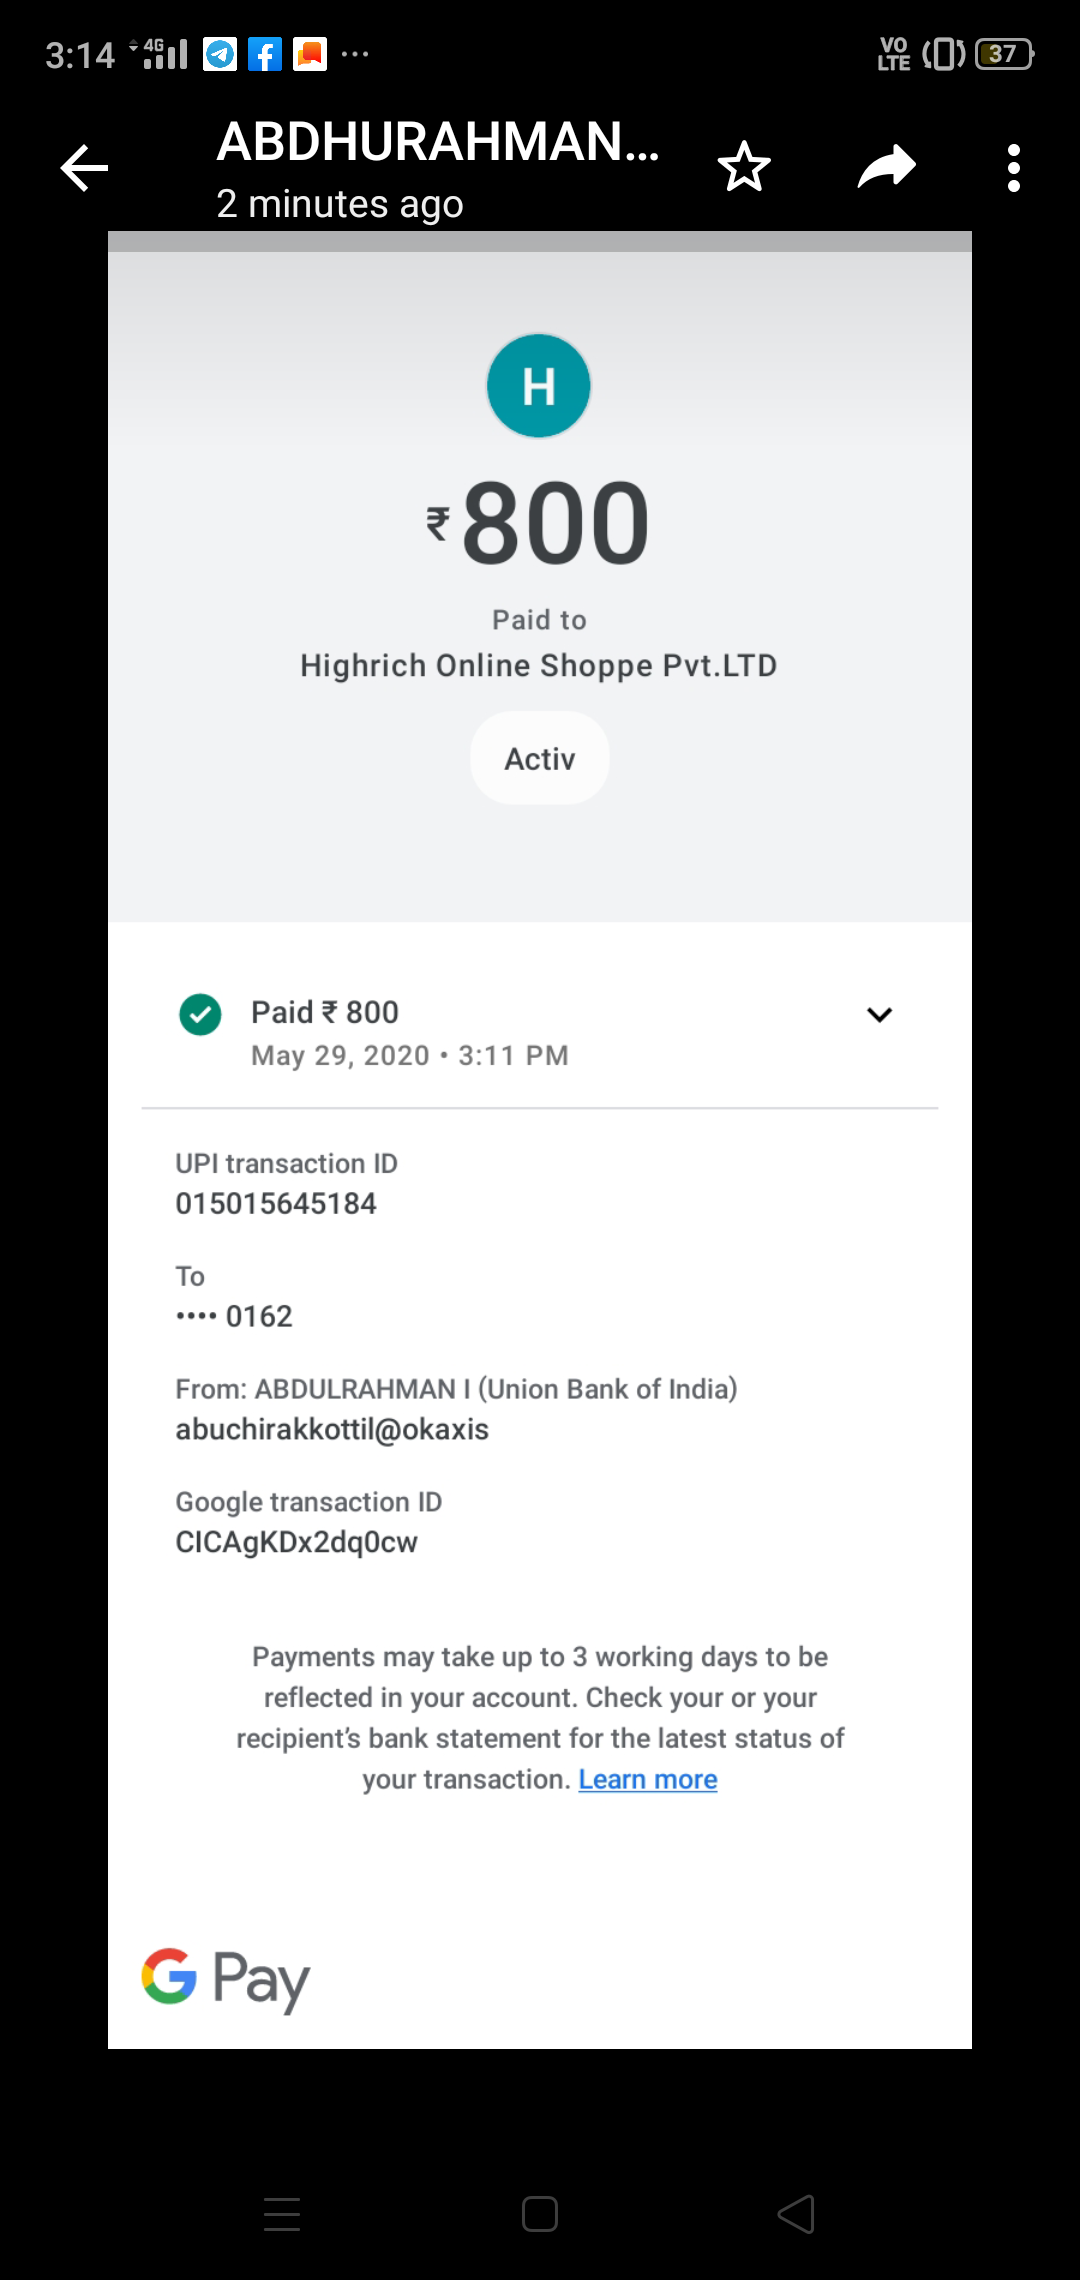 3:14 4G VO LTE 37
ABDHURAHMAN...
2 minutes ago
H
₹800
Paid to
Highrich Online Shoppe Pvt.LTD
Activ
Paid ₹ 800
May 29, 2020 • 3:11 PM
UPI transaction ID
015015645184
To
•••• 0162
From: ABDULRAHMAN I (Union Bank of India)
abuchirakkottil@okaxis
Google transaction ID
CICAgKDx2dq0cw
Payments may take up to 3 working days to be
reflected in your account. Check your or your
recipient's bank statement for the latest status of
your transaction. Learn more
G Pay